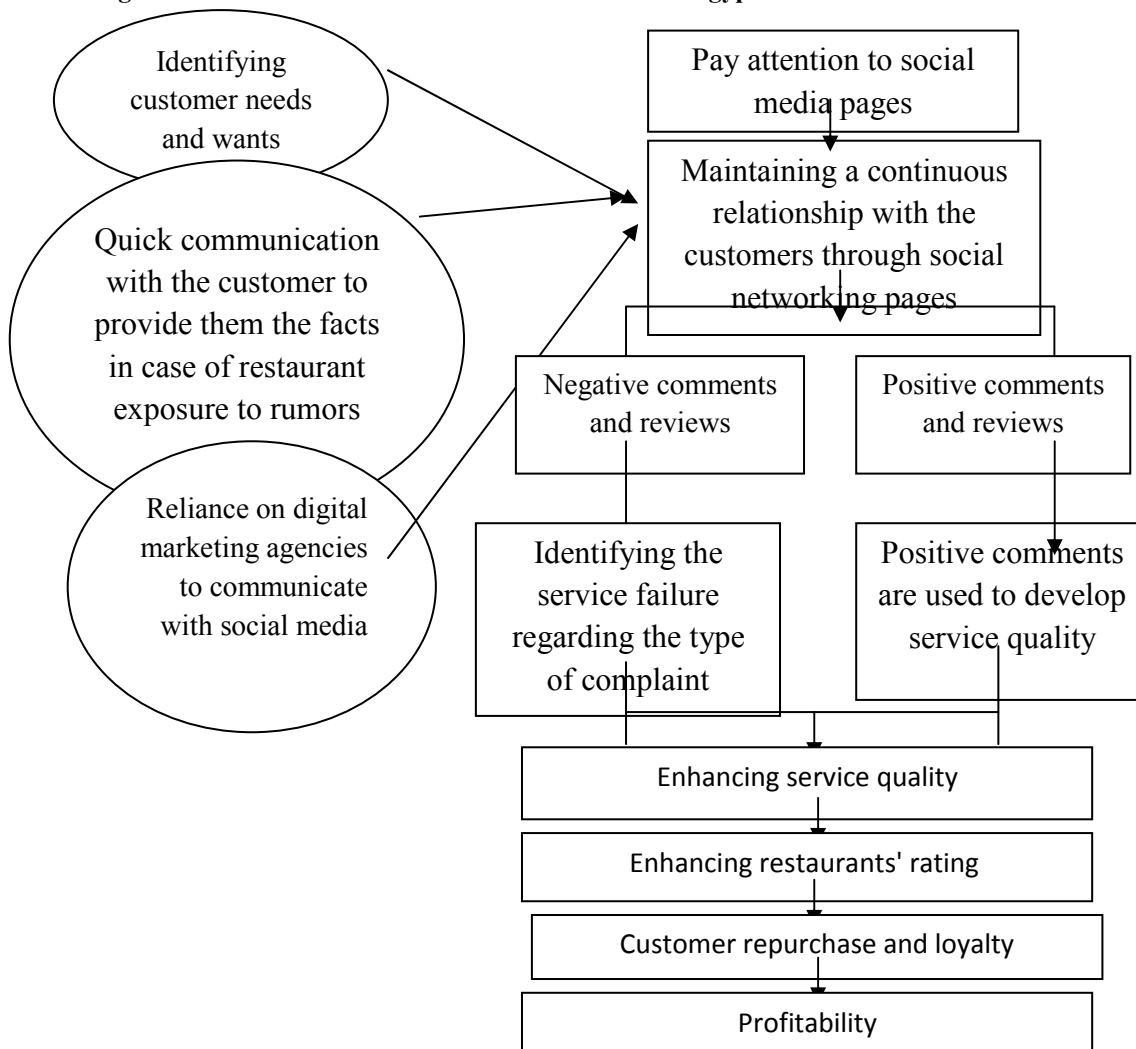 Identifying
customer needs
and wants
Quick communication
with the customer to
provide them the facts
in case of restaurant
exposure to rumors
Reliance on digital
marketing agencies
to communicate
with social media
Pay attention to social
media pages
Maintaining a continuous
relationship with the
customers through social
networking pages
Negative comments
and reviews
Positive comments
and reviews
Identifying the
service failure
regarding the type
of complaint
Positive comments
are used to develop
service quality
Enhancing service quality
Enhancing restaurants' rating
Customer repurchase and loyalty
Profitability